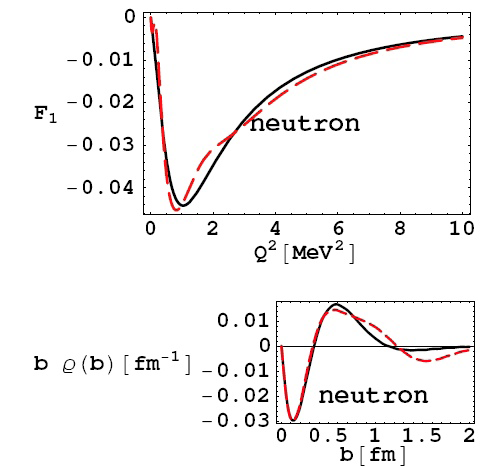 0
-0.01
-0.02
F1
-0.03
-0.04
neutron
0 2 4 6 8 10
Q²[MeV²]
0.01
0
b ϱ(b)[fm⁻¹]
-0.01
-0.02
-0.03
neutron
0 0.5 1 1.5 2
b[fm]